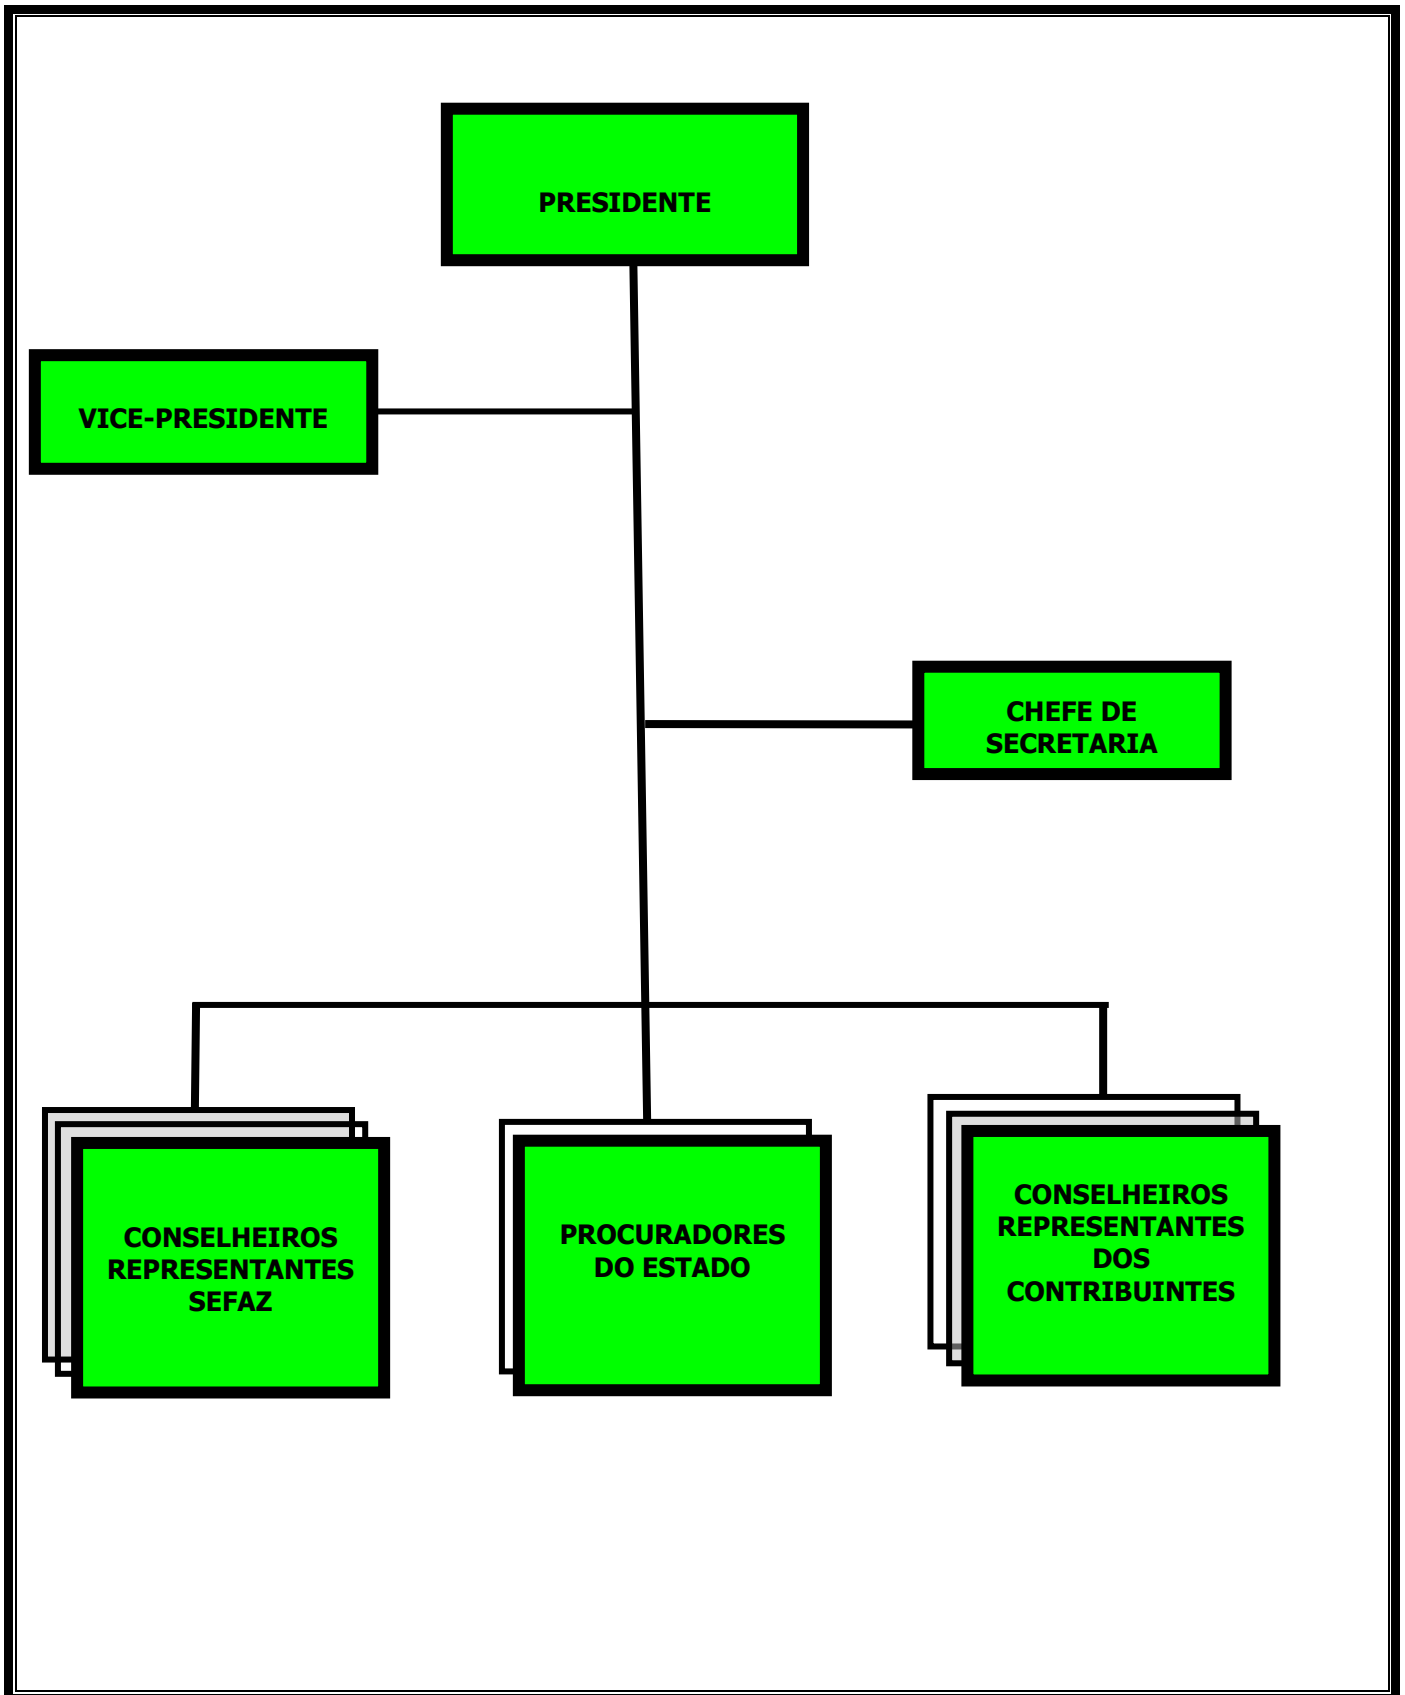 PRESIDENTE
VICE-PRESIDENTE
CHEFE DE
SECRETARIA
CONSELHEIROS
REPRESENTANTES
SEFAZ
PROCURADORES
DO ESTADO
CONSELHEIROS
REPRESENTANTES
DOS
CONTRIBUINTES